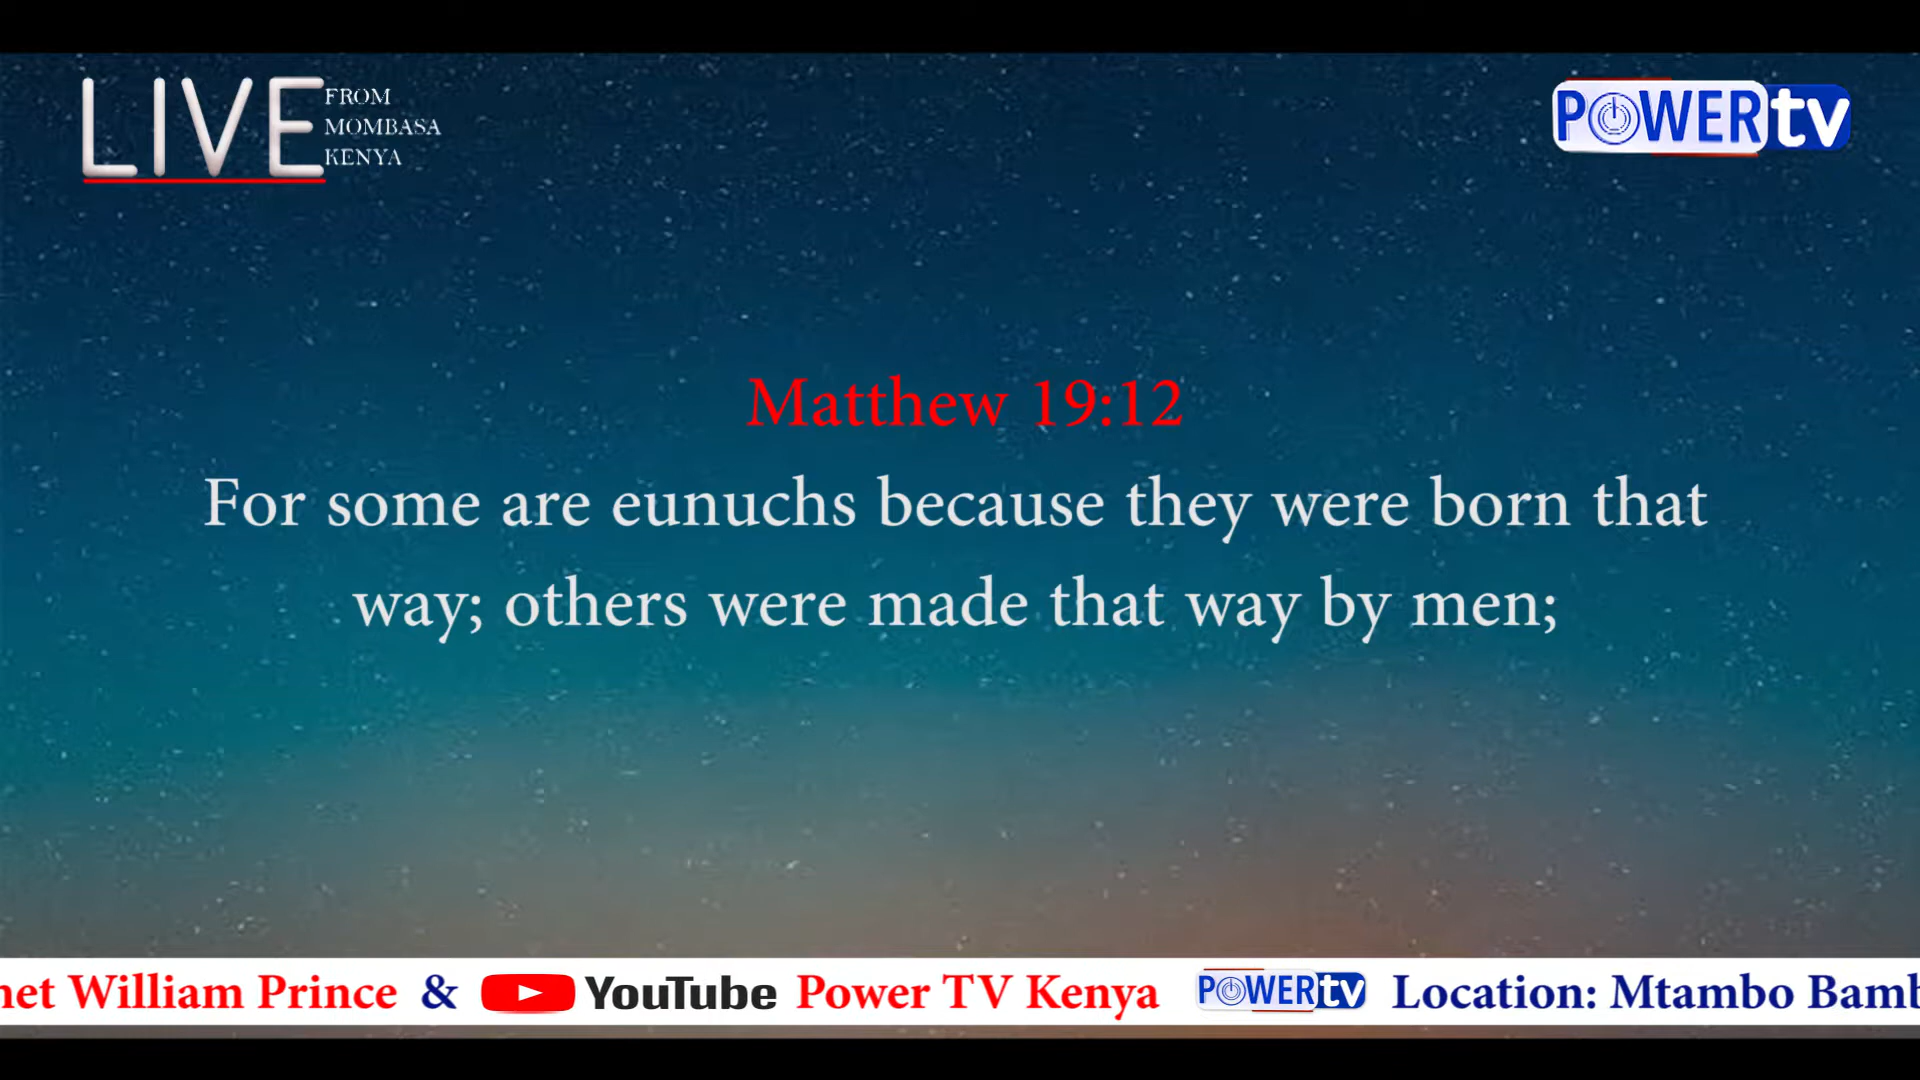 LIVE
FROM
MOMBASA
KENYA
POWERtv
Matthew 19:12
For some are eunuchs because they were born that
way; others were made that way by men;
William Prince & YouTube Power TV Kenya POWERtv Location: Mtambo